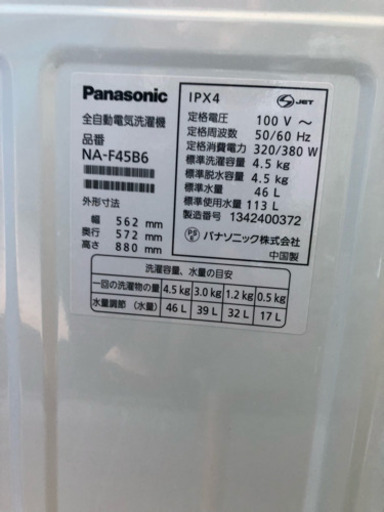 Panasonic
全自動電気洗濯機
品番
NA-F45B6
外形寸法
幅 562 mm
奥行 572 mm
高さ 880 mm
IPX4
JET
定格電圧 100 V ～
定格周波数 50/60 Hz
定格消費電力 320/380 W
標準洗濯容量 4.5 kg
標準脱水容量 4.5 kg
標準水量 46 L
標準使用水量 113 L
製造番号 1342400372
PS E パナソニック株式会社
中国製
洗濯容量、水量の目安
一回の洗濯物の量 4.5 kg 3.0 kg 1.2 kg 0.5 kg
水量調節（水量） 46 L 39 L 32 L 17 L